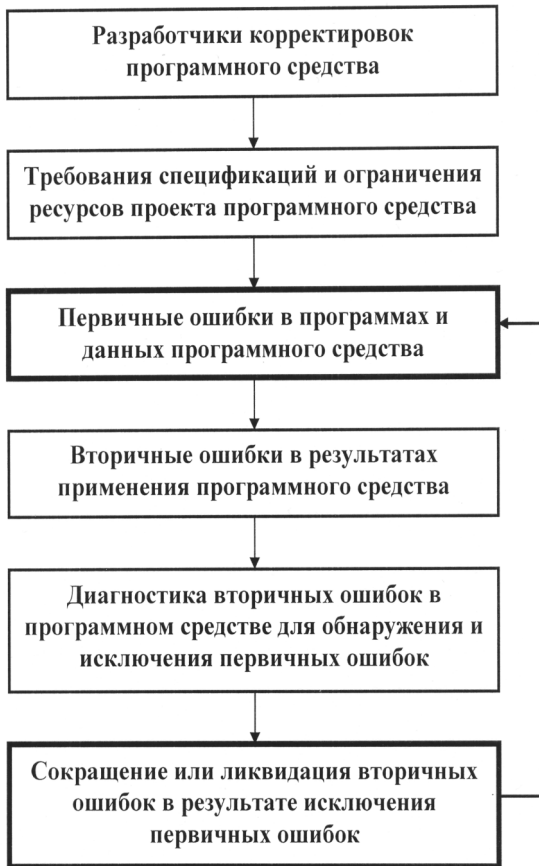 Разработчики корректировок
программного средства
Требования спецификаций и ограничения
ресурсов проекта программного средства
Первичные ошибки в программах и
данных программного средства
Вторичные ошибки в результатах
применения программного средства
Диагностика вторичных ошибок в
программном средстве для обнаружения и
исключения первичных ошибок
Сокращение или ликвидация вторичных
ошибок в результате исключения
первичных ошибок